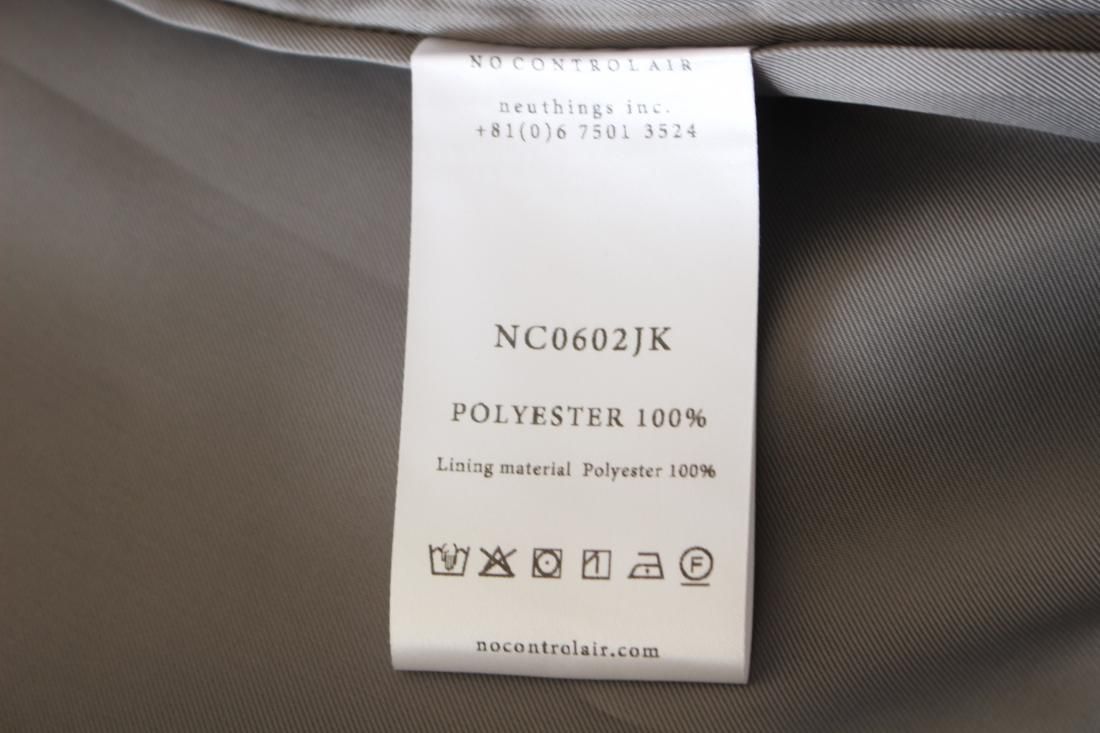 NO CONTROL AIR
neuthings inc.
+81(0)6 7501 3524
NC0602JK
POLYESTER 100%
Lining material Polyester 100%
F
nocontrolair.com